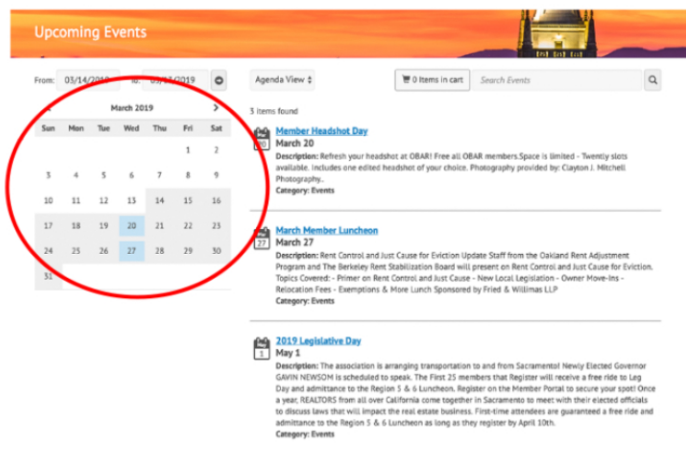 Upcoming Events
From: 03/14/2019 To: 2019
Agenda View
0 Items in cart
Search Events
March 2019
Sun Mon Tue Wed Thu Fri Sat
1 2
3 4 5 6 7 8 9
10 11 12 13 14 15 16
17 18 19 20 21 22 23
24 25 26 27 28 29 30
31
3 Items found
Member Headshot Day
20
March 20
Description: Refresh your headshot at OBAR! Free all OBAR members.Space is limited - Twently slots
available. Includes one edited headshot of your choice. Photography provided by: Clayton J. Mitchell
Photography..
Category: Events
March Member Luncheon
27
March 27
Description: Rent Control and Just Cause for Eviction Update Staff from the Oakland Rent Adjustment
Program and The Berkeley Rent Stabilization Board will present on Rent Control and Just Cause for Eviction.
Topics Covered: - Primer on Rent Control and Just Cause - New Local Legislation - Owner Move-Ins -
Relocation Fees - Exemptions & More Lunch Sponsored by Fried & Willimas LLP
Category: Events
2019 Legislative Day
1
May 1
Description: The association is arranging transportation to and from Sacramento! Newly Elected Governor
GAVIN NEWSOM is scheduled to speak. The First 25 members that Register will receive a free ride to Leg
Day and admittance to the Region 5 & 6 Luncheon. Register on the Member Portal to secure your spot! Once
a year, REALTORS from all over California come together in Sacramento to meet with their elected officials
to discuss laws that will impact the real estate business. First-time attendees are guaranteed a free ride and
admittance to the Region 5 & 6 Luncheon as long as they register by April 10th.
Category: Events